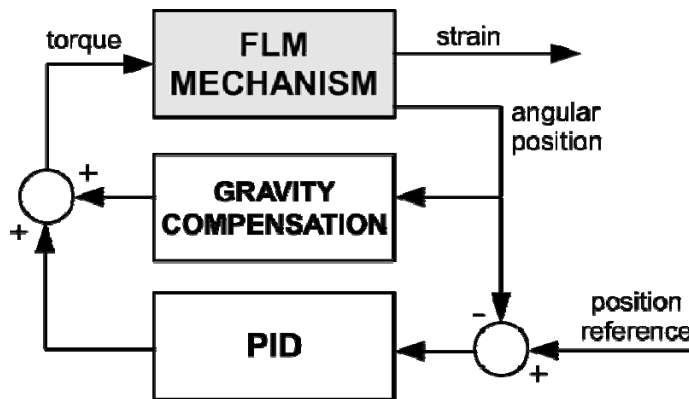 torque
FLM
MECHANISM
strain
angular
position
+
GRAVITY
COMPENSATION
+
-
position
reference
PID
+